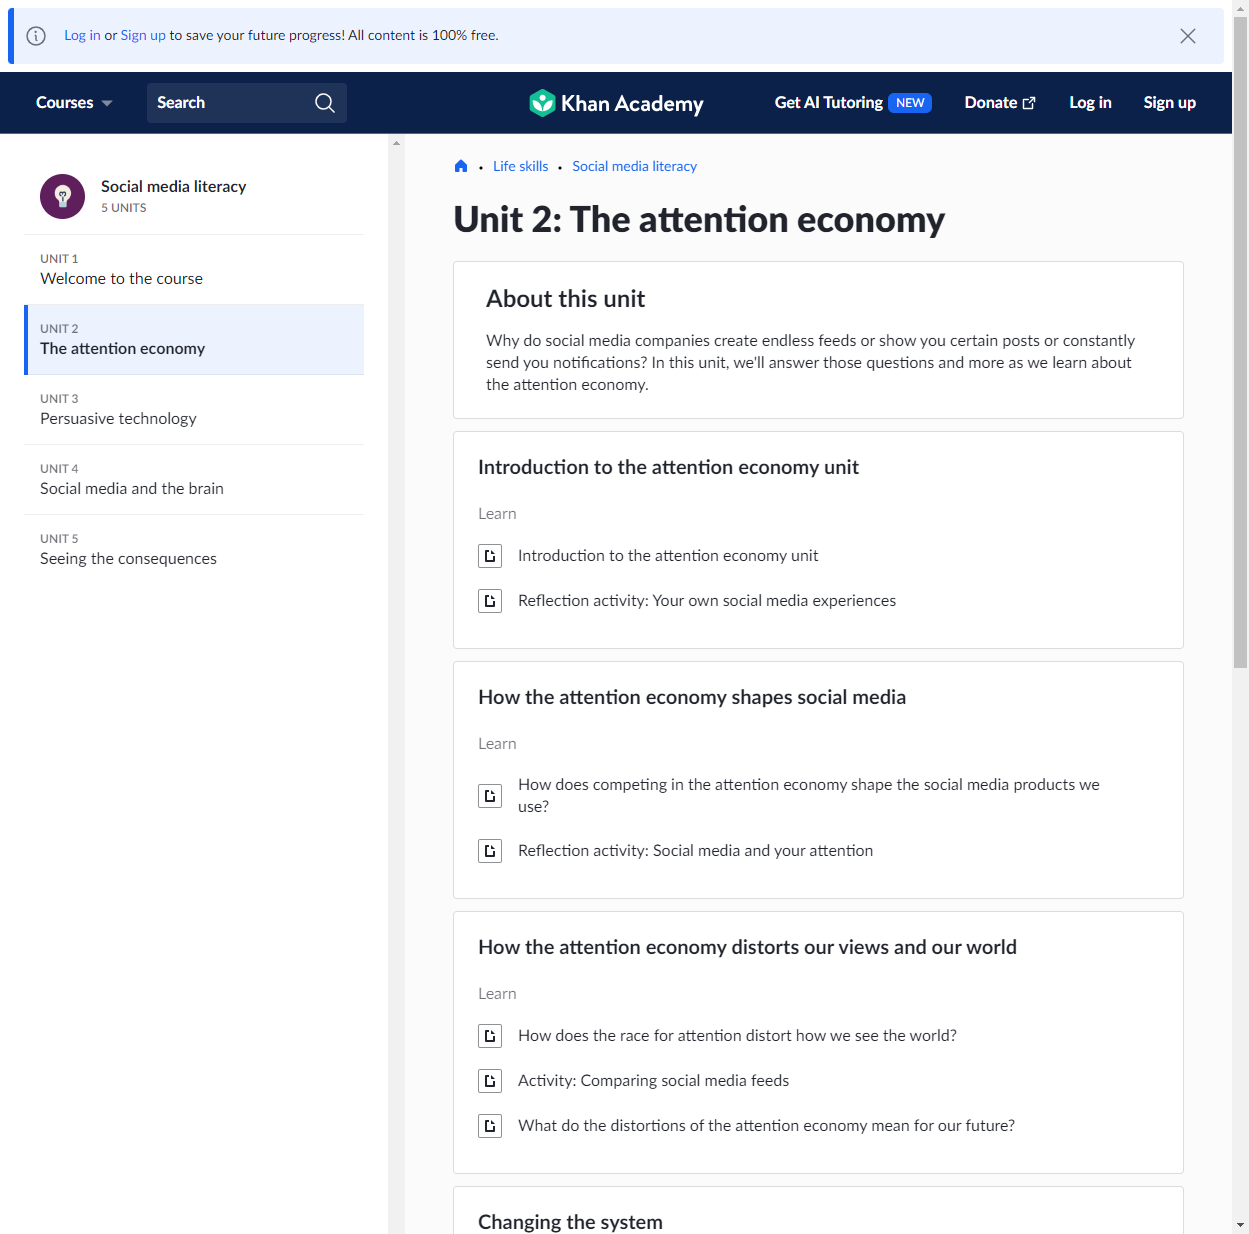 Log in or Sign up to save your future progress! All content is 100% free.
Courses
Search
Khan Academy
Get AI Tutoring NEW
Donate
Log in
Sign up
Social media literacy
5 UNITS
UNIT 1
Welcome to the course
UNIT 2
The attention economy
UNIT 3
Persuasive technology
UNIT 4
Social media and the brain
UNIT 5
Seeing the consequences
Life skills
Social media literacy
Unit 2: The attention economy
About this unit
Why do social media companies create endless feeds or show you certain posts or constantly
send you notifications? In this unit, we'll answer those questions and more as we learn about
the attention economy.
Introduction to the attention economy unit
Learn
Introduction to the attention economy unit
Reflection activity: Your own social media experiences
How the attention economy shapes social media
Learn
How does competing in the attention economy shape the social media products we
use?
Reflection activity: Social media and your attention
How the attention economy distorts our views and our world
Learn
How does the race for attention distort how we see the world?
Activity: Comparing social media feeds
What do the distortions of the attention economy mean for our future?
Changing the system